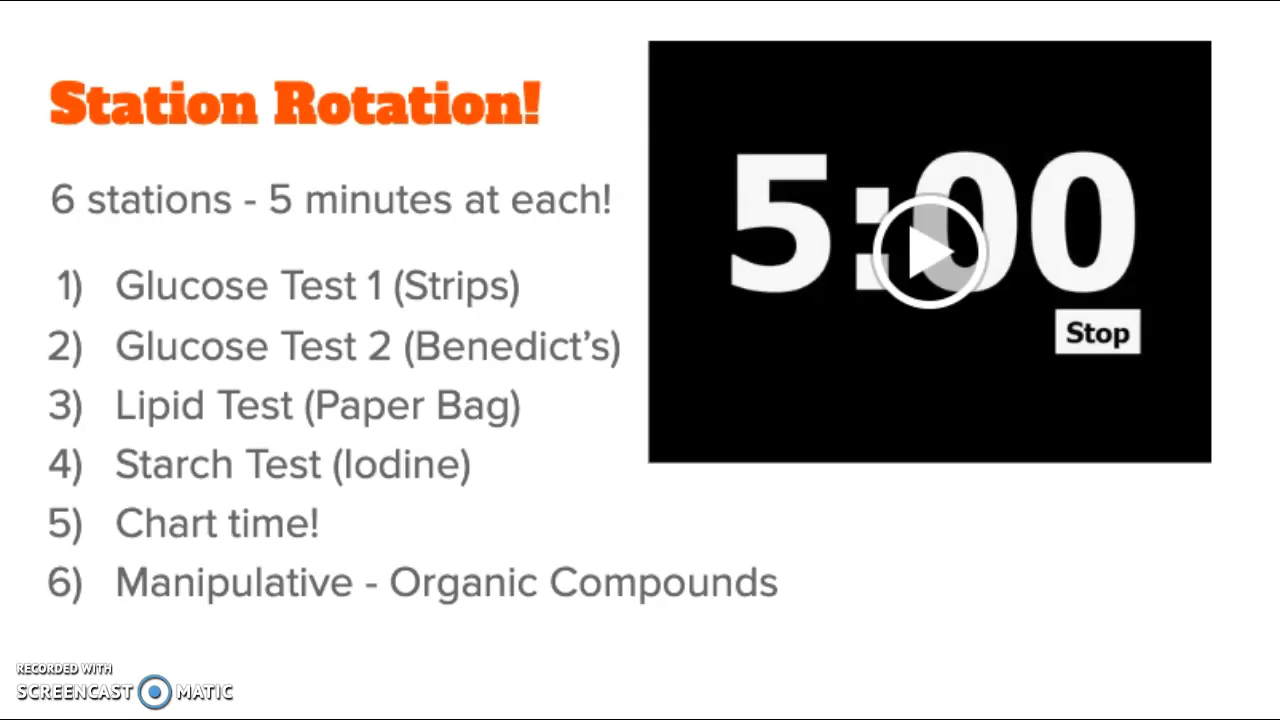 Station Rotation!
6 stations - 5 minutes at each!
1) Glucose Test 1 (Strips)
2) Glucose Test 2 (Benedict’s)
3) Lipid Test (Paper Bag)
4) Starch Test (Iodine)
5) Chart time!
6) Manipulative - Organic Compounds
5:00
Stop
RECORDED WITH
SCREENCAST MATIC